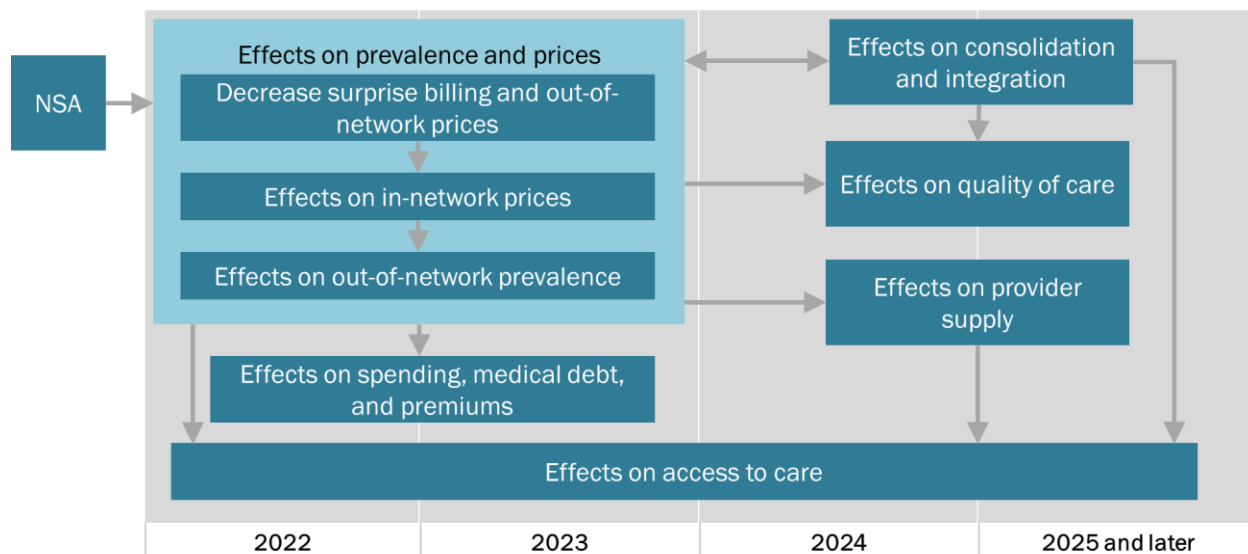 NSA
Effects on prevalence and prices
Decrease surprise billing and out-of-
network prices
Effects on in-network prices
Effects on out-of-network prevalence
Effects on spending, medical debt,
and premiums
Effects on consolidation
and integration
Effects on quality of care
Effects on provider
supply
Effects on access to care
2022
2023
2024
2025 and later